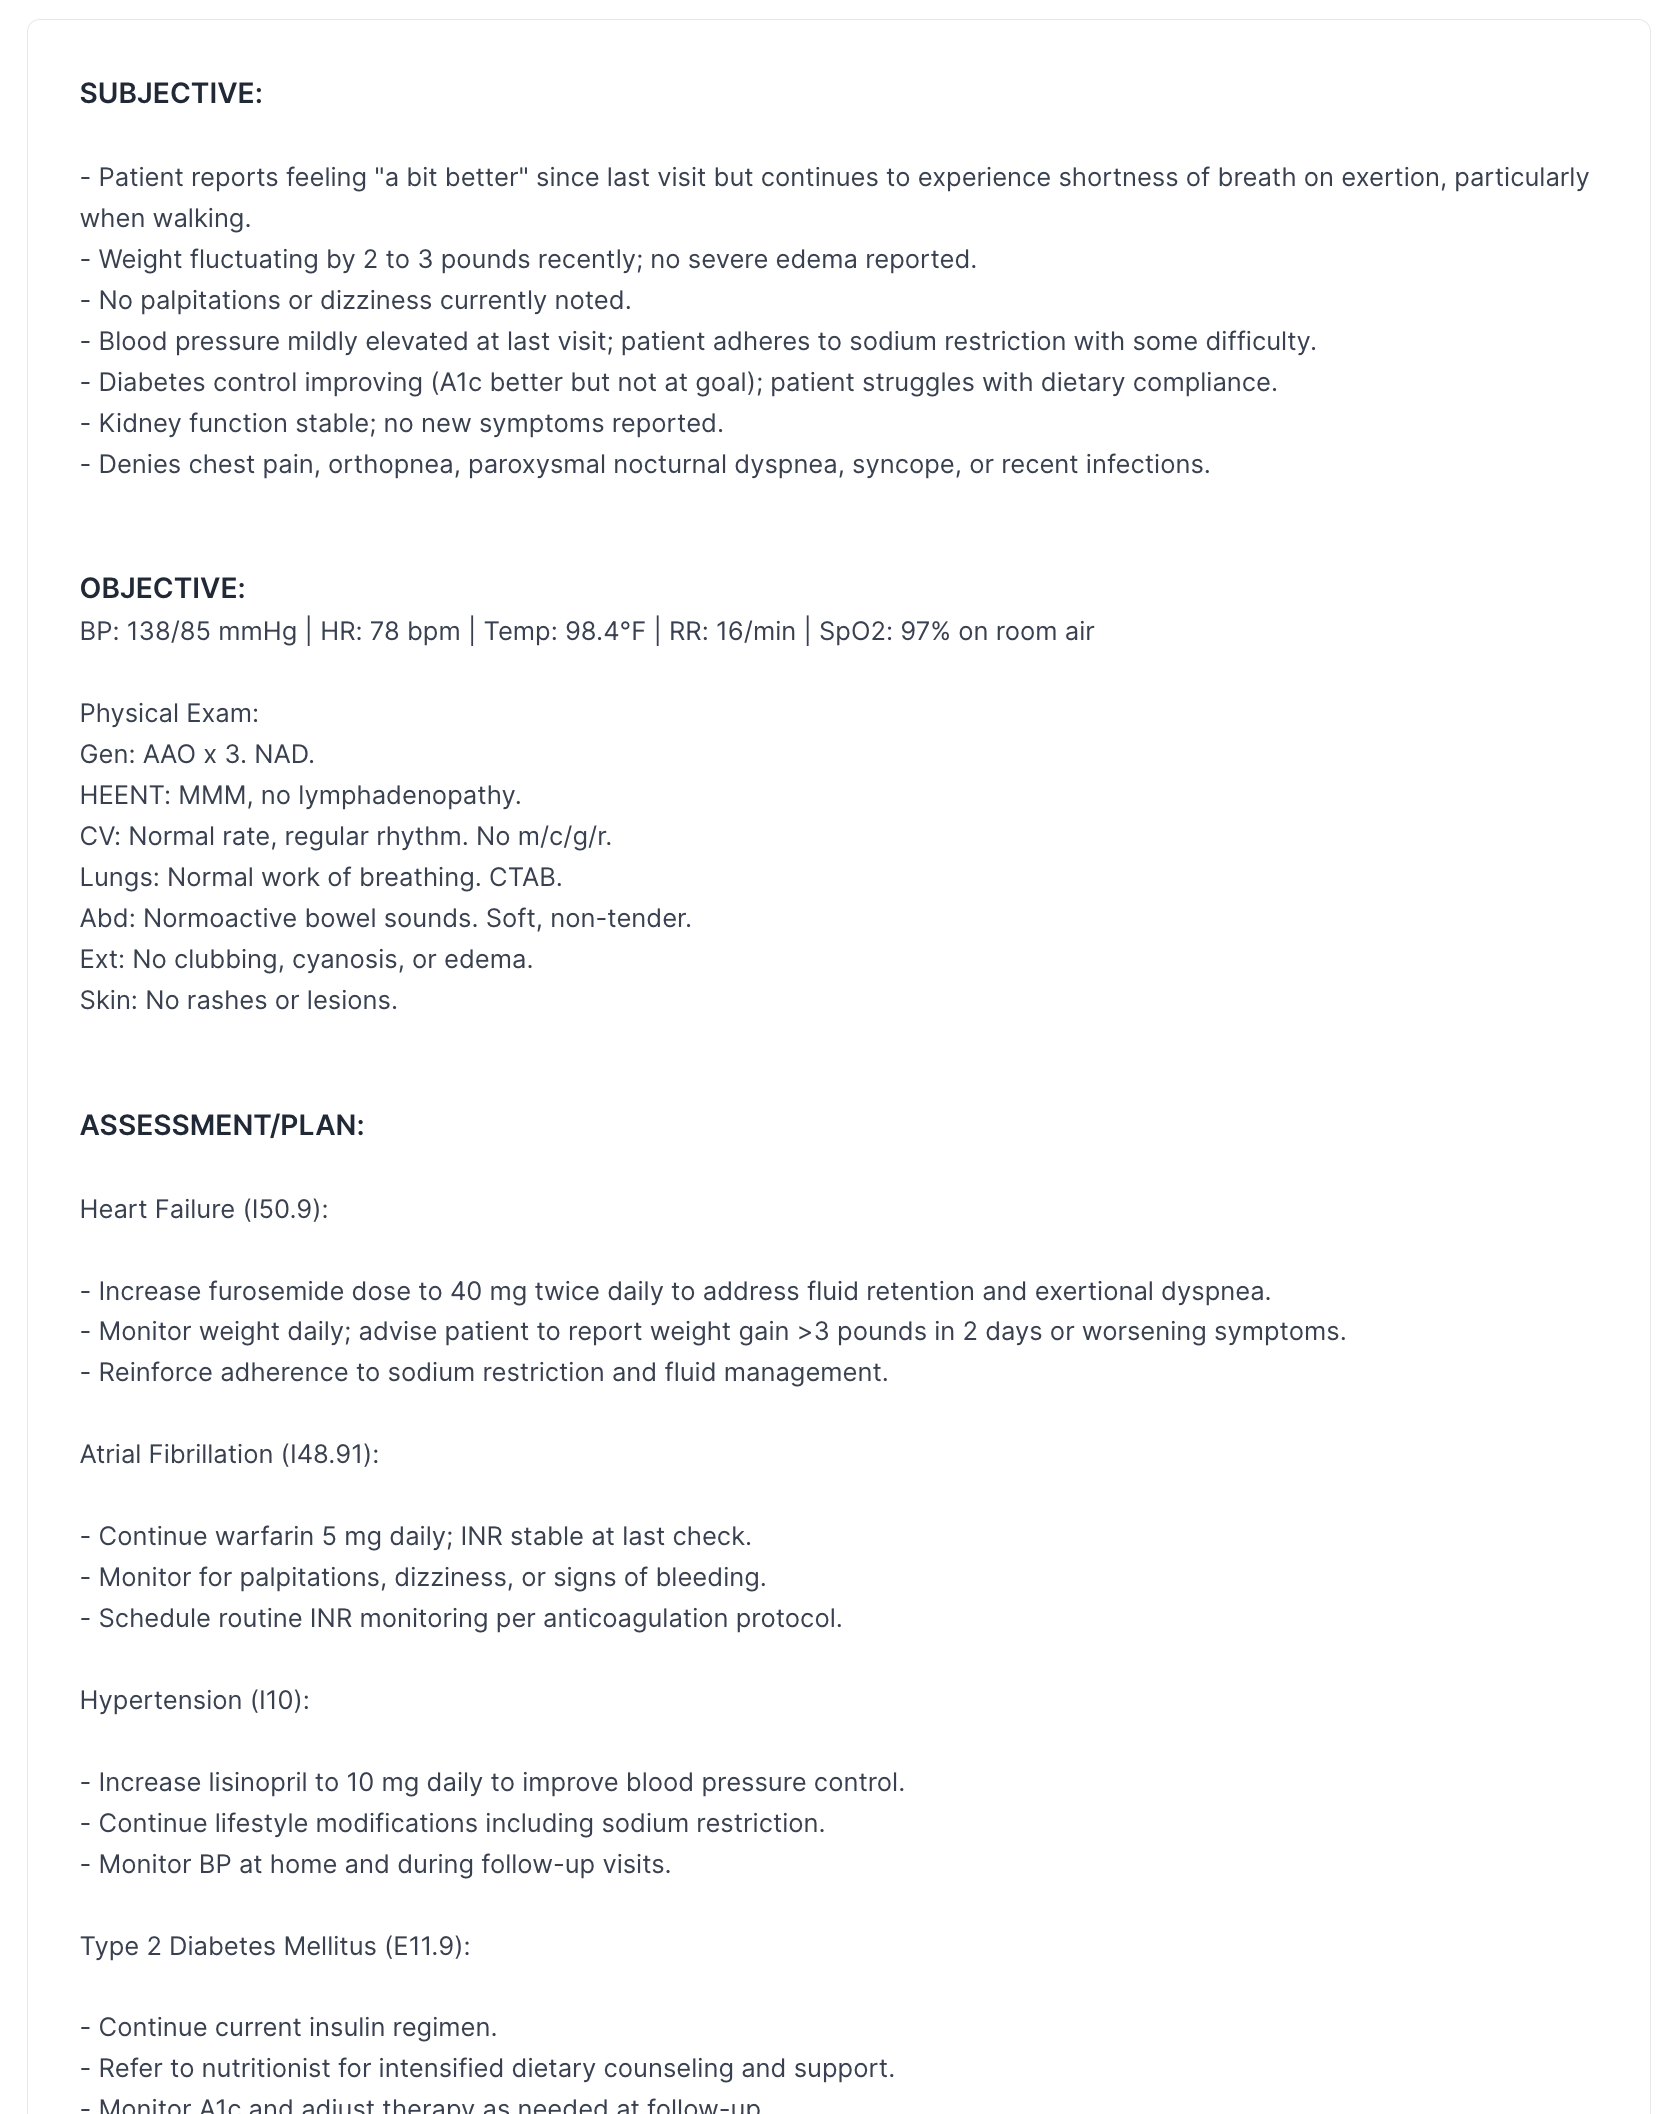 SUBJECTIVE:
- Patient reports feeling "a bit better" since last visit but continues to experience shortness of breath on exertion, particularly
when walking.
- Weight fluctuating by 2 to 3 pounds recently; no severe edema reported.
- No palpitations or dizziness currently noted.
- Blood pressure mildly elevated at last visit; patient adheres to sodium restriction with some difficulty.
- Diabetes control improving (A1c better but not at goal); patient struggles with dietary compliance.
- Kidney function stable; no new symptoms reported.
- Denies chest pain, orthopnea, paroxysmal nocturnal dyspnea, syncope, or recent infections.
OBJECTIVE:
BP: 138/85 mmHg | HR: 78 bpm | Temp: 98.4°F | RR: 16/min | SpO2: 97% on room air
Physical Exam:
Gen: AAO x 3. NAD.
HEENT: MMM, no lymphadenopathy.
CV: Normal rate, regular rhythm. No m/c/g/r.
Lungs: Normal work of breathing. CTAB.
Abd: Normoactive bowel sounds. Soft, non-tender.
Ext: No clubbing, cyanosis, or edema.
Skin: No rashes or lesions.
ASSESSMENT/PLAN:
Heart Failure (I50.9):
- Increase furosemide dose to 40 mg twice daily to address fluid retention and exertional dyspnea.
- Monitor weight daily; advise patient to report weight gain >3 pounds in 2 days or worsening symptoms.
- Reinforce adherence to sodium restriction and fluid management.
Atrial Fibrillation (I48.91):
- Continue warfarin 5 mg daily; INR stable at last check.
- Monitor for palpitations, dizziness, or signs of bleeding.
- Schedule routine INR monitoring per anticoagulation protocol.
Hypertension (I10):
- Increase lisinopril to 10 mg daily to improve blood pressure control.
- Continue lifestyle modifications including sodium restriction.
- Monitor BP at home and during follow-up visits.
Type 2 Diabetes Mellitus (E11.9):
- Continue current insulin regimen.
- Refer to nutritionist for intensified dietary counseling and support.
- Monitor A1c and adjust therapy as needed at follow-up.